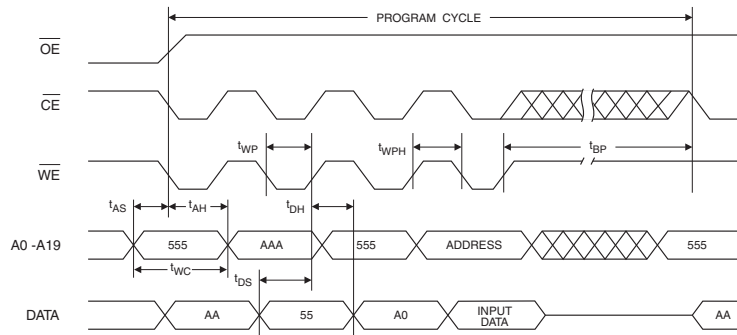 PROGRAM CYCLE
OE
CE
tWP
tWPH
tBP
WE
tAS
tAH
tDH
A0 -A19
555
AAA
555
ADDRESS
555
tWC
tDS
DATA
AA
55
A0
INPUT
DATA
AA